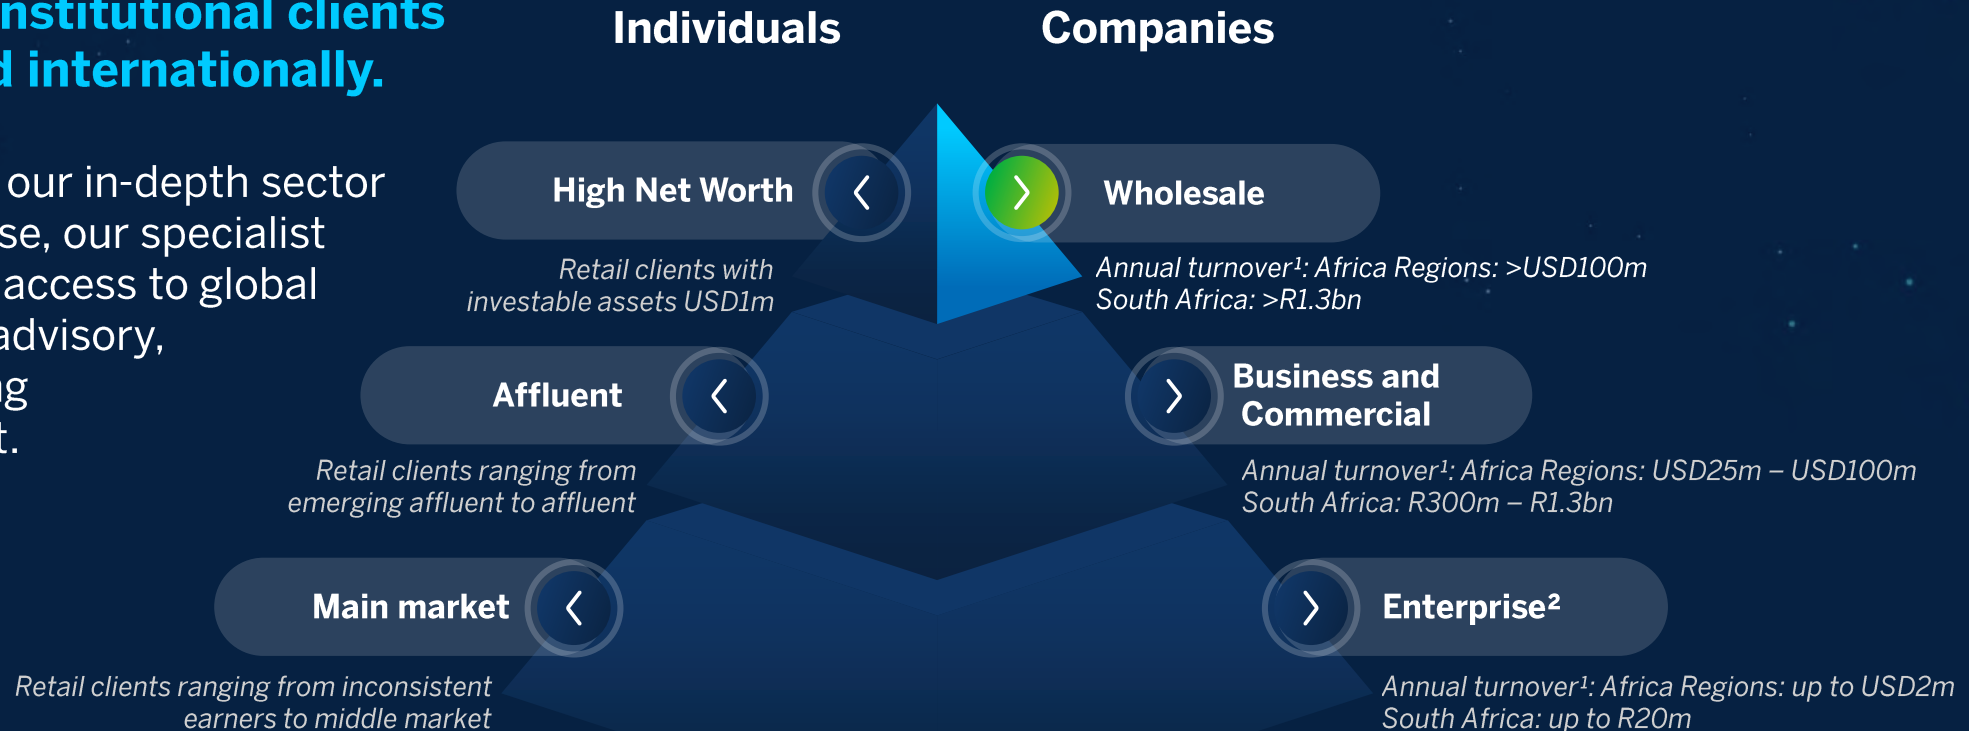 nstitutional clients
internationally.
our in-depth sector
se, our specialist
access to global
advisory,
Individuals
Companies
High Net Worth
Retail clients with
investable assets USD1m
Wholesale
Annual turnover¹: Africa Regions: >USD100m
South Africa: >R1.3bn
Affluent
Retail clients ranging from
emerging affluent to affluent
Business and
Commercial
Annual turnover¹: Africa Regions: USD25m – USD100m
South Africa: R300m – R1.3bn
Main market
Retail clients ranging from inconsistent
earners to middle market
Enterprise²
Annual turnover¹: Africa Regions: up to USD2m
South Africa: up to R20m